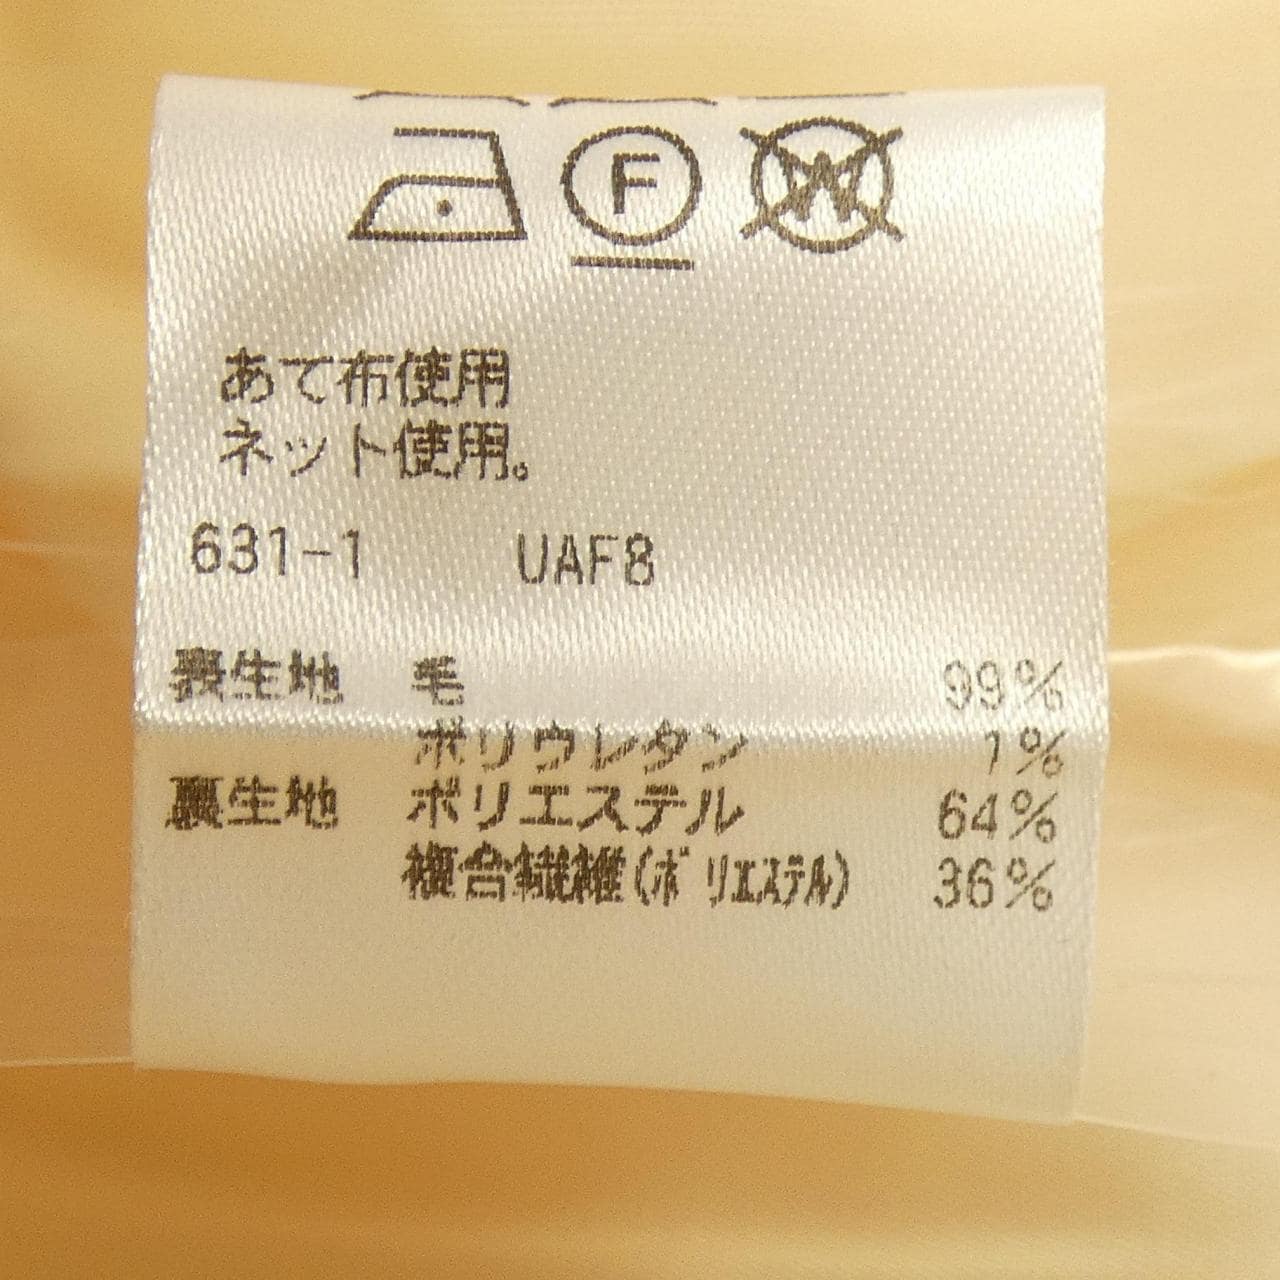 F W
あて布使用
ネット使用。
631-1 UAF8
表生地 毛 99%
ポリウレタン 1%
裏生地 ポリエステル 64%
複合繊維(ポリエステル) 36%